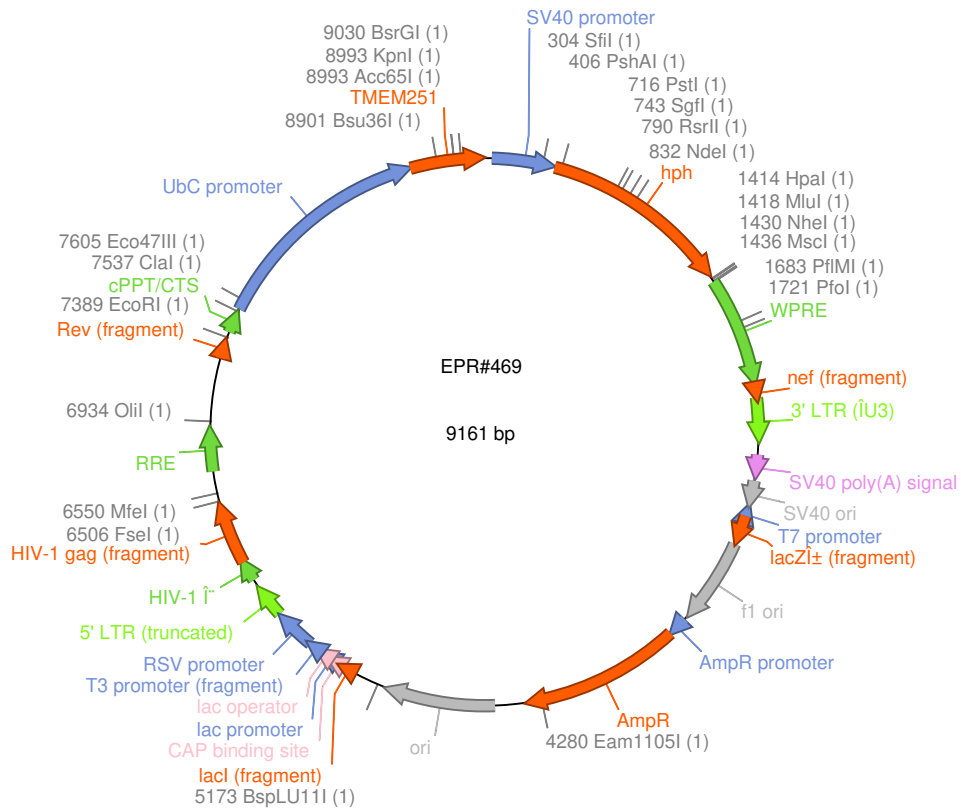 SV40 promoter
9030 BsrGI (1)
8993 KpnI (1)
8993 Acc65I (1)
TMEM251
8901 Bsu36I (1)
304 SfiI (1)
406 PshAI (1)
716 PstI (1)
743 SgfI (1)
790 RsrII (1)
832 NdeI (1)
hph
1414 HpaI (1)
1418 MluI (1)
1430 NheI (1)
1436 MscI (1)
1683 PflMI (1)
1721 PfoI (1)
WPRE
UbC promoter
7605 Eco47III (1)
7537 ClaI (1)
cPPT/CTS
7389 EcoRI (1)
Rev (fragment)
EPR#469
9161 bp
nef (fragment)
3' LTR (ÎU3)
6934 OliI (1)
RRE
SV40 poly(A) signal
SV40 ori
T7 promoter
lacZÎ± (fragment)
6550 MfeI (1)
6506 FseI (1)
HIV-1 gag (fragment)
HIV-1 Î¨
f1 ori
5' LTR (truncated)
AmpR promoter
RSV promoter
T3 promoter (fragment)
lac operator
lac promoter
CAP binding site
lacI (fragment)
5173 BspLU11I (1)
ori
AmpR
4280 Eam1105I (1)